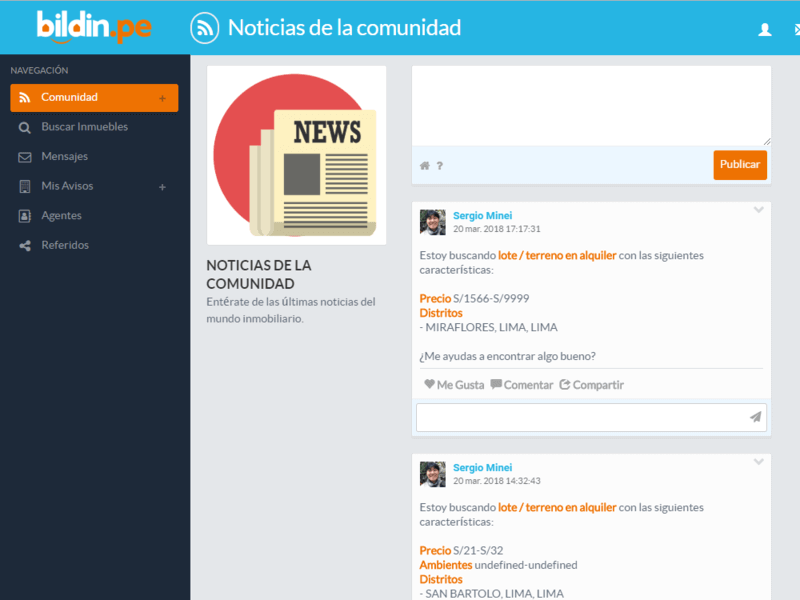 bildin.pe
Noticias de la comunidad
NAVEGACIÓN
Comunidad +
Buscar Inmuebles
Mensajes
Mis Avisos +
Agentes
Referidos
NEWS
NOTICIAS DE LA
COMUNIDAD
Entérate de las últimas noticias del
mundo inmobiliario.
?
Publicar
Sergio Minei
20 mar. 2018 17:17:31
Estoy buscando lote / terreno en alquiler con las siguientes
características:
Precio S/1566-S/9999
Distritos
- MIRAFLORES, LIMA, LIMA
¿Me ayudas a encontrar algo bueno?
Me Gusta Comentar Compartir
Sergio Minei
20 mar. 2018 14:32:43
Estoy buscando lote / terreno en alquiler con las siguientes
características:
Precio S/21-S/32
Ambientes undefined-undefined
Distritos
- SAN BARTOLO, LIMA, LIMA